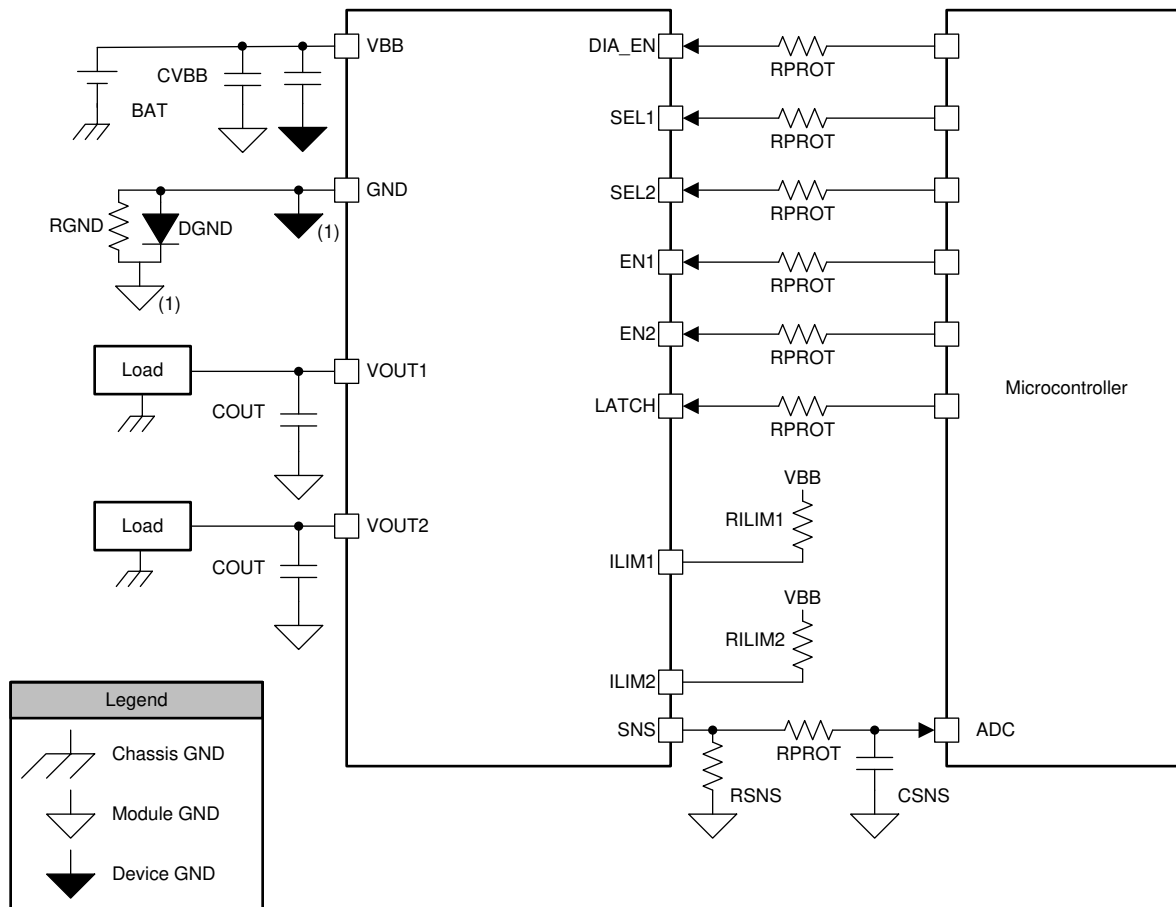 VBB
DIA_EN
RPROT
CVBB
BAT
SEL1
RPROT
GND
SEL2
RPROT
RGND
DGND
(1)
(1)
EN1
RPROT
EN2
RPROT
Load
VOUT1
COUT
LATCH
RPROT
Microcontroller
VBB
RILIM1
ILIM1
Load
VOUT2
COUT
VBB
RILIM2
ILIM2
SNS
RPROT
ADC
RSNS
CSNS
Legend
Chassis GND
Module GND
Device GND